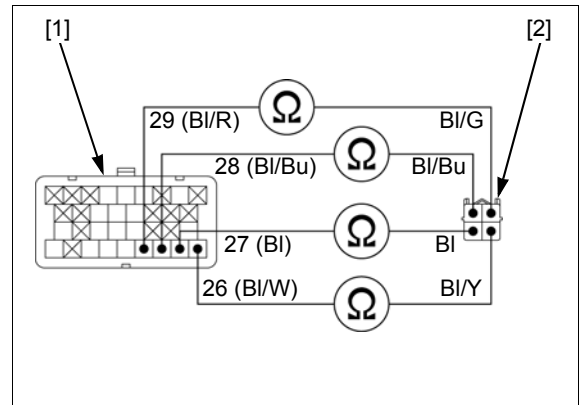 [1] [2]
29 (Bl/R) Ω Bl/G
28 (Bl/Bu) Ω Bl/Bu
27 (Bl) Ω Bl
26 (Bl/W) Ω Bl/Y